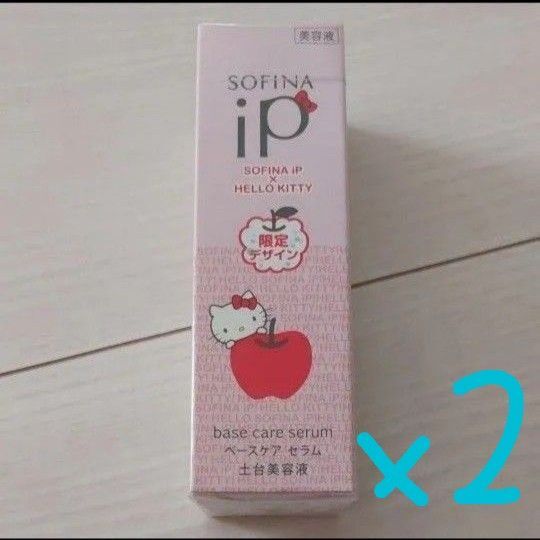 美容液
SOFINA
iP
SOFINA iP
×
HELLO KITTY
限定
デザイン
base care serum
ベースケア セラム
土台美容液
×2